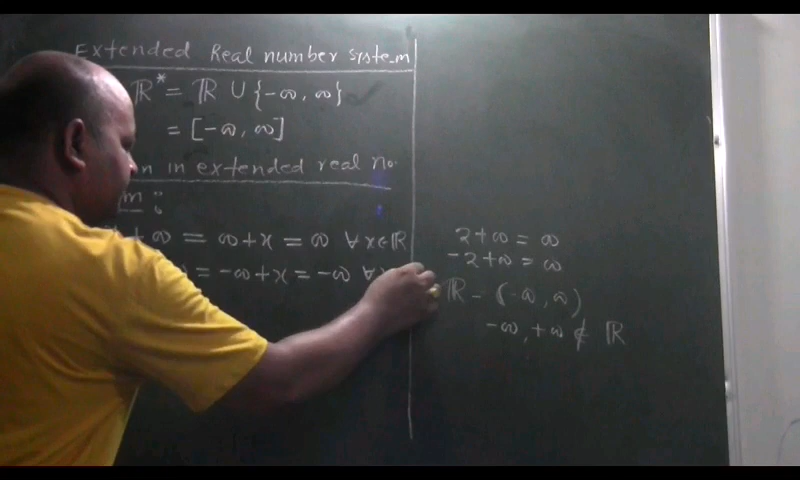 Extended Real number system
ℝ* = ℝ ∪ {-∞, ∞}
= [-∞, ∞]
in extended real no.
+ ∞ = ∞ + x = ∞ ∀ x ∈ ℝ
= -∞ + x = -∞ ∀
2 + ∞ = ∞
-2 + ∞ = ∞
ℝ = (-∞, ∞)
-∞, +∞ ∉ ℝ